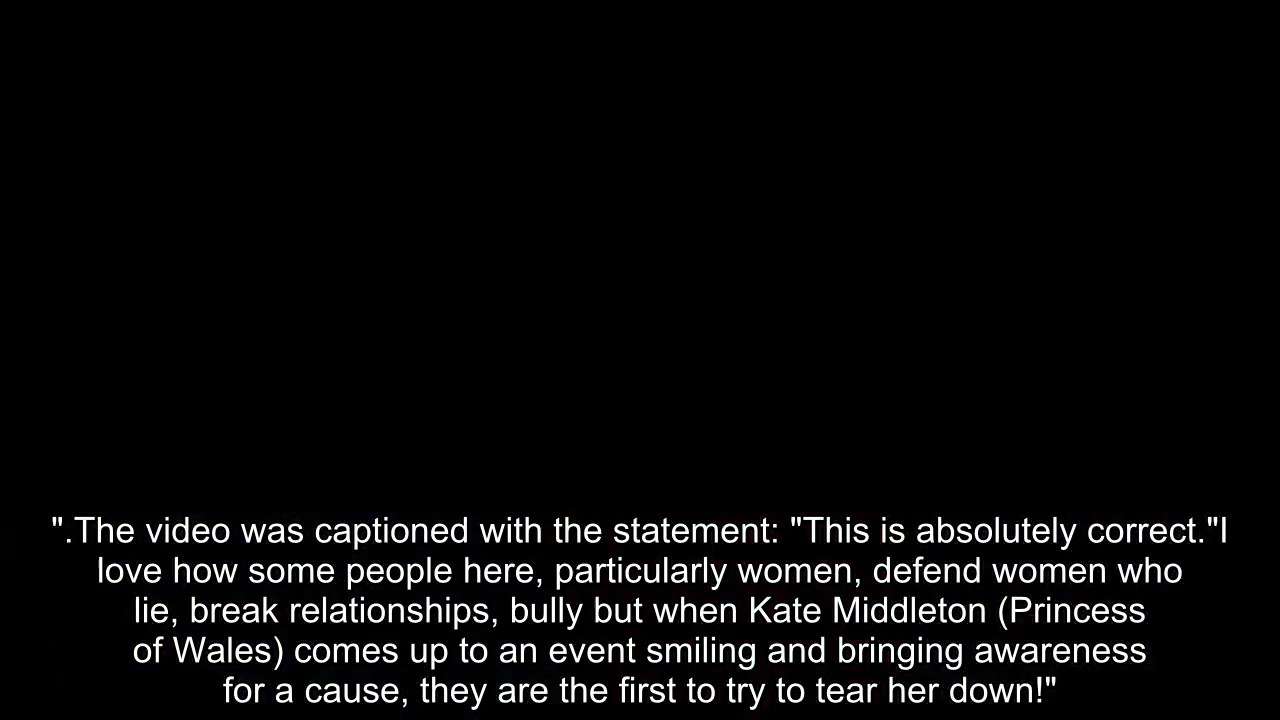 ".The video was captioned with the statement: "This is absolutely correct."I
love how some people here, particularly women, defend women who
lie, break relationships, bully but when Kate Middleton (Princess
of Wales) comes up to an event smiling and bringing awareness
for a cause, they are the first to try to tear her down!"